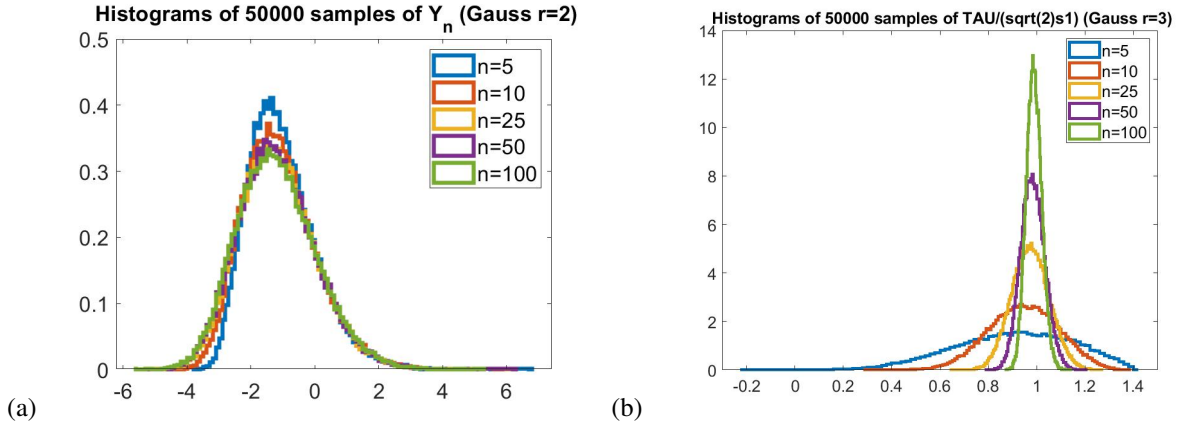 Histograms of 50000 samples of Yn (Gauss r=2)
0.5
0.4
0.3
0.2
0.1
0
-6 -4 -2 0 2 4 6
n=5
n=10
n=25
n=50
n=100
(a)
Histograms of 50000 samples of TAU/(sqrt(2)s1) (Gauss r=3)
14
12
10
8
6
4
2
0
-0.2 0 0.2 0.4 0.6 0.8 1 1.2 1.4
n=5
n=10
n=25
n=50
n=100
(b)